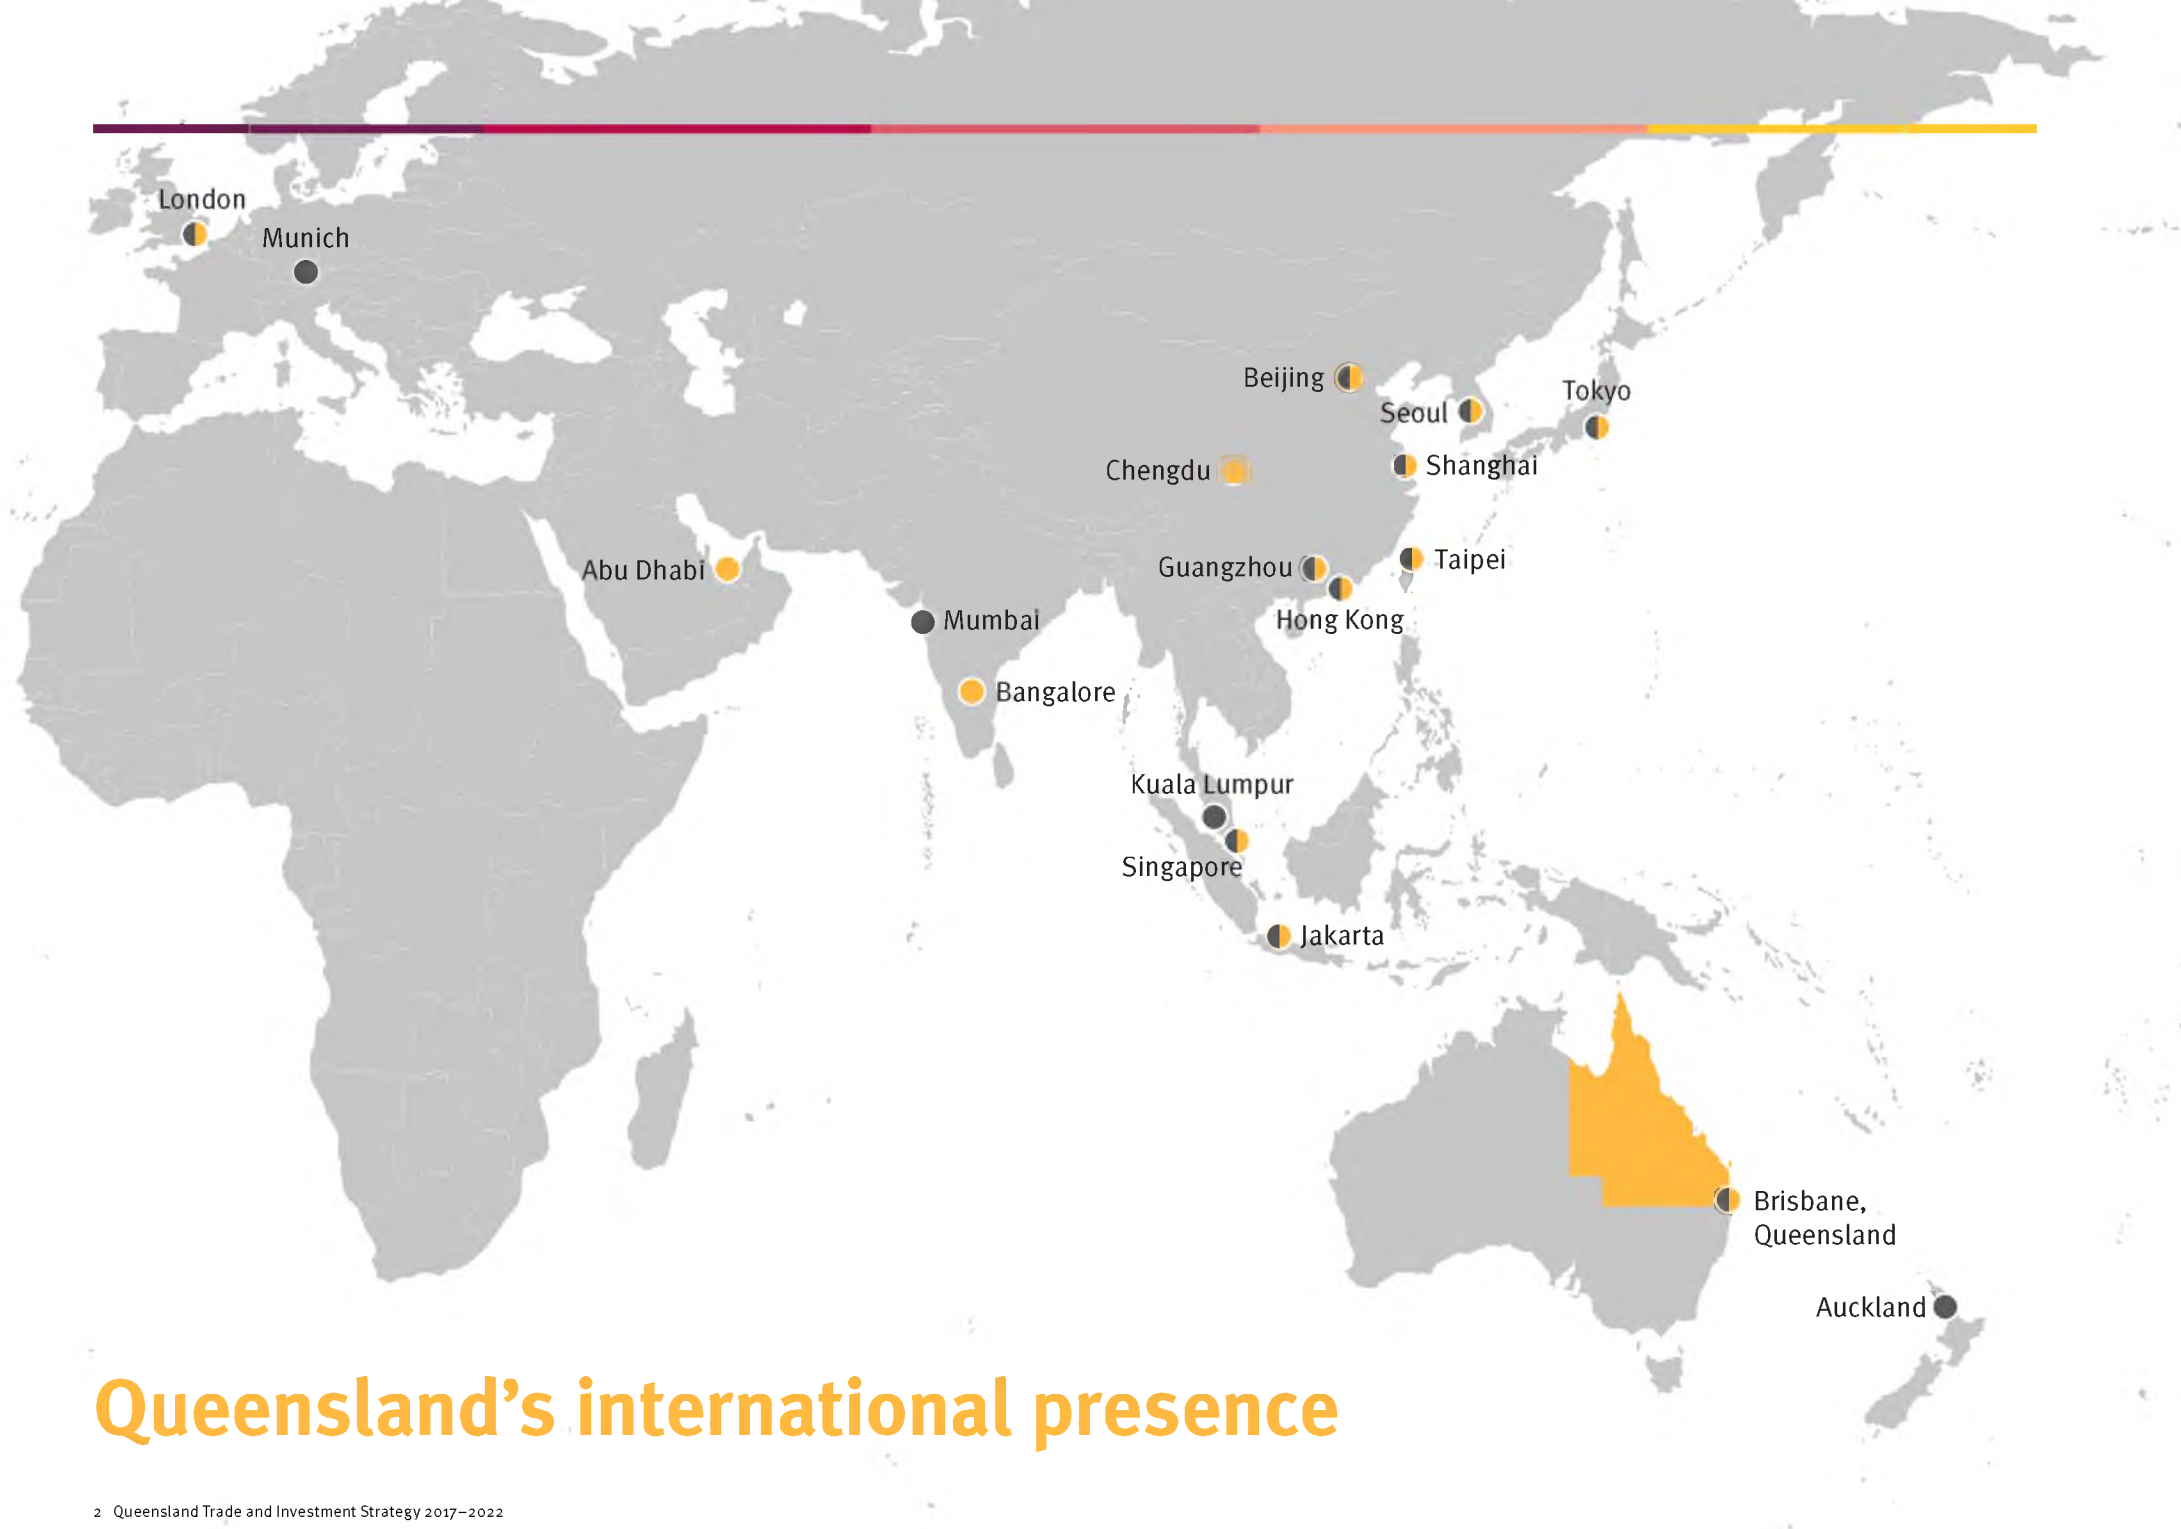 London
Munich
Beijing
Tokyo
Seoul
Shanghai
Chengdu
Taipei
Guangzhou
Abu Dhabi
Hong Kong
Mumbai
Bangalore
Kuala Lumpur
Singapore
Jakarta
Brisbane,
Queensland
Auckland
Queensland’s international presence
2 Queensland Trade and Investment Strategy 2017–2022